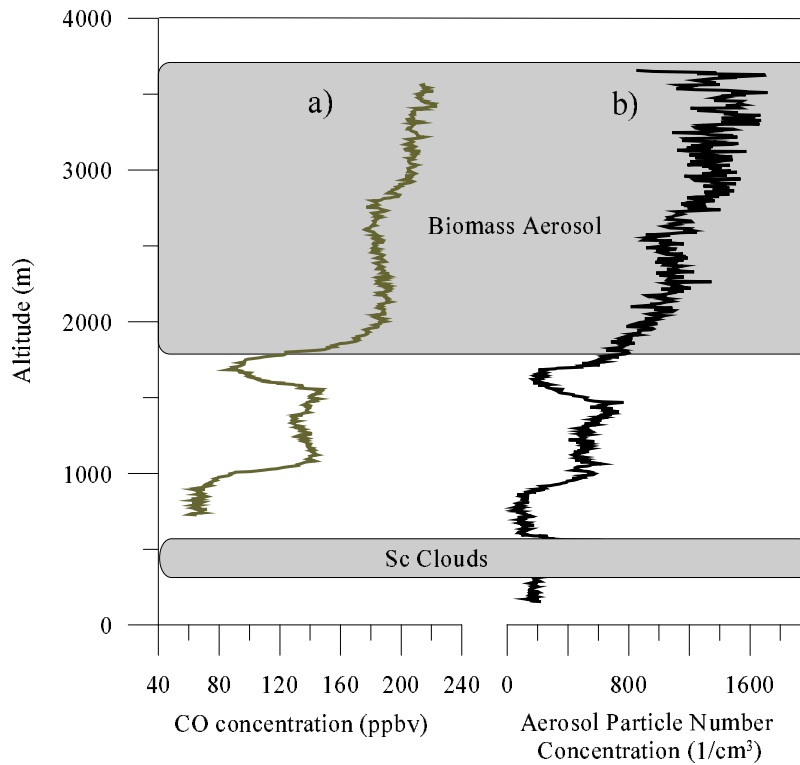 4000
3000
2000
1000
0
Altitude (m)
a)
b)
Biomass Aerosol
Sc Clouds
40 80 120 160 200 240
0 800 1600
CO concentration (ppbv)
Aerosol Particle Number
Concentration (1/cm³)